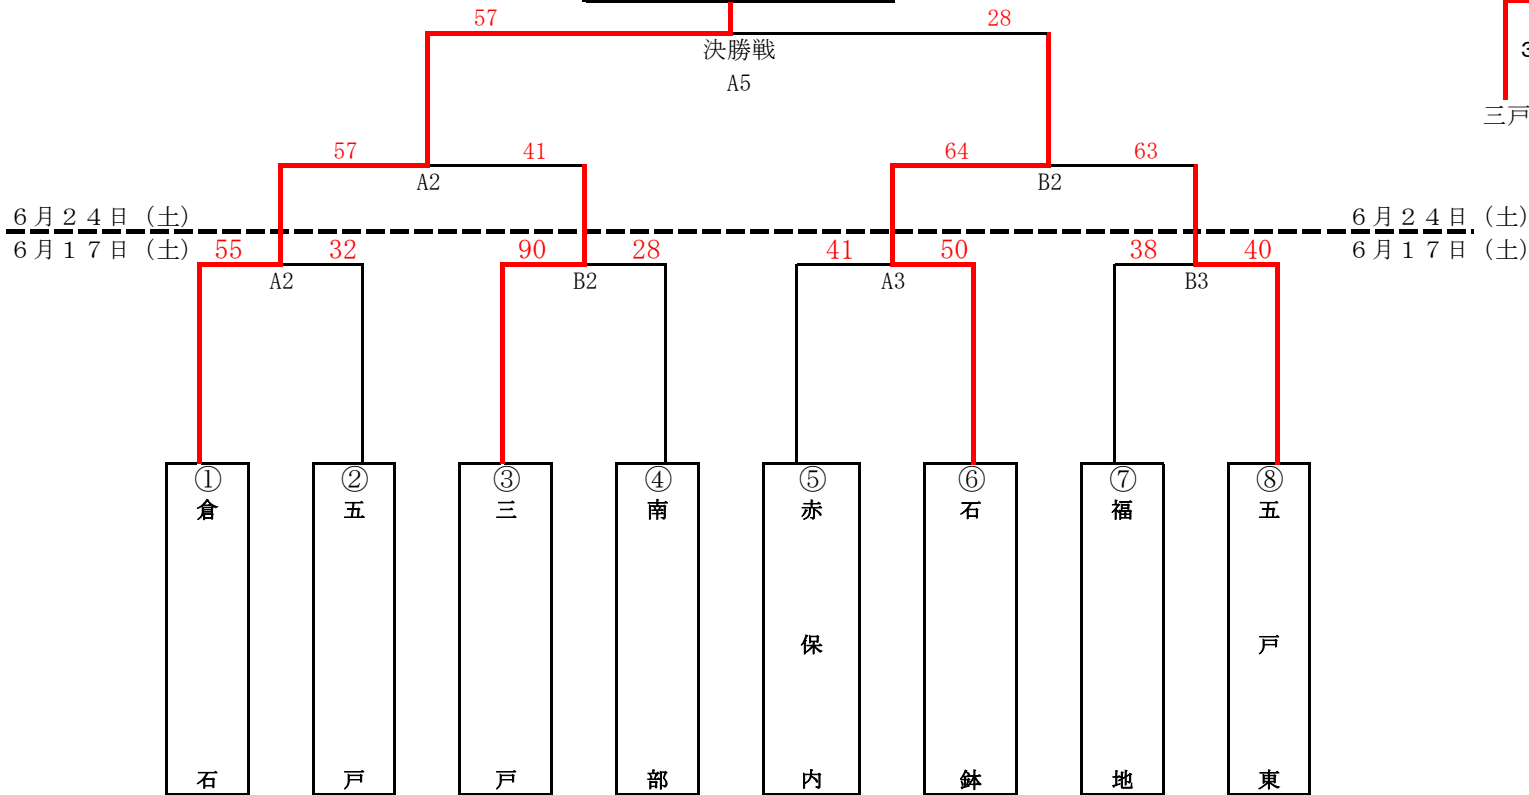 57 28
決勝戦
A5
三戸
57 41 64 63
A2 B2
6月24日（土） 6月24日（土）
6月17日（土） 55 32 90 28 41 50 38 40 6月17日（土）
A2 B2 A3 B3
① ② ③ ④ ⑤ ⑥ ⑦ ⑧
倉石
五戸
三戸
南部
赤保内
石鉢
福地
五戸東